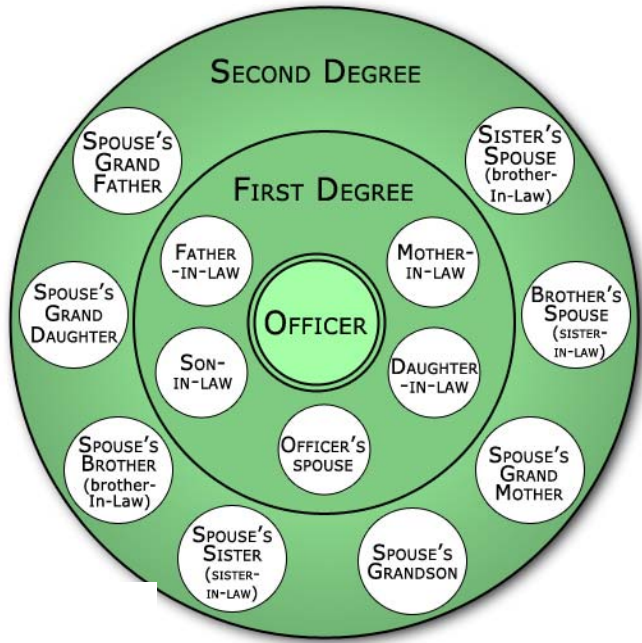 SECOND DEGREE
SPOUSE'S
GRAND
FATHER
SISTER'S
SPOUSE
(brother-
In-Law)
FIRST DEGREE
FATHER
-IN-LAW
MOTHER-
IN-LAW
SPOUSE'S
GRAND
DAUGHTER
OFFICER
BROTHER'S
SPOUSE
(SISTER-
IN-LAW)
SON-
IN-LAW
DAUGHTER
-IN-LAW
SPOUSE'S
BROTHER
(brother-
In-Law)
OFFICER'S
SPOUSE
SPOUSE'S
GRAND
MOTHER
SPOUSE'S
SISTER
(SISTER-
IN-LAW)
SPOUSE'S
GRANDSON